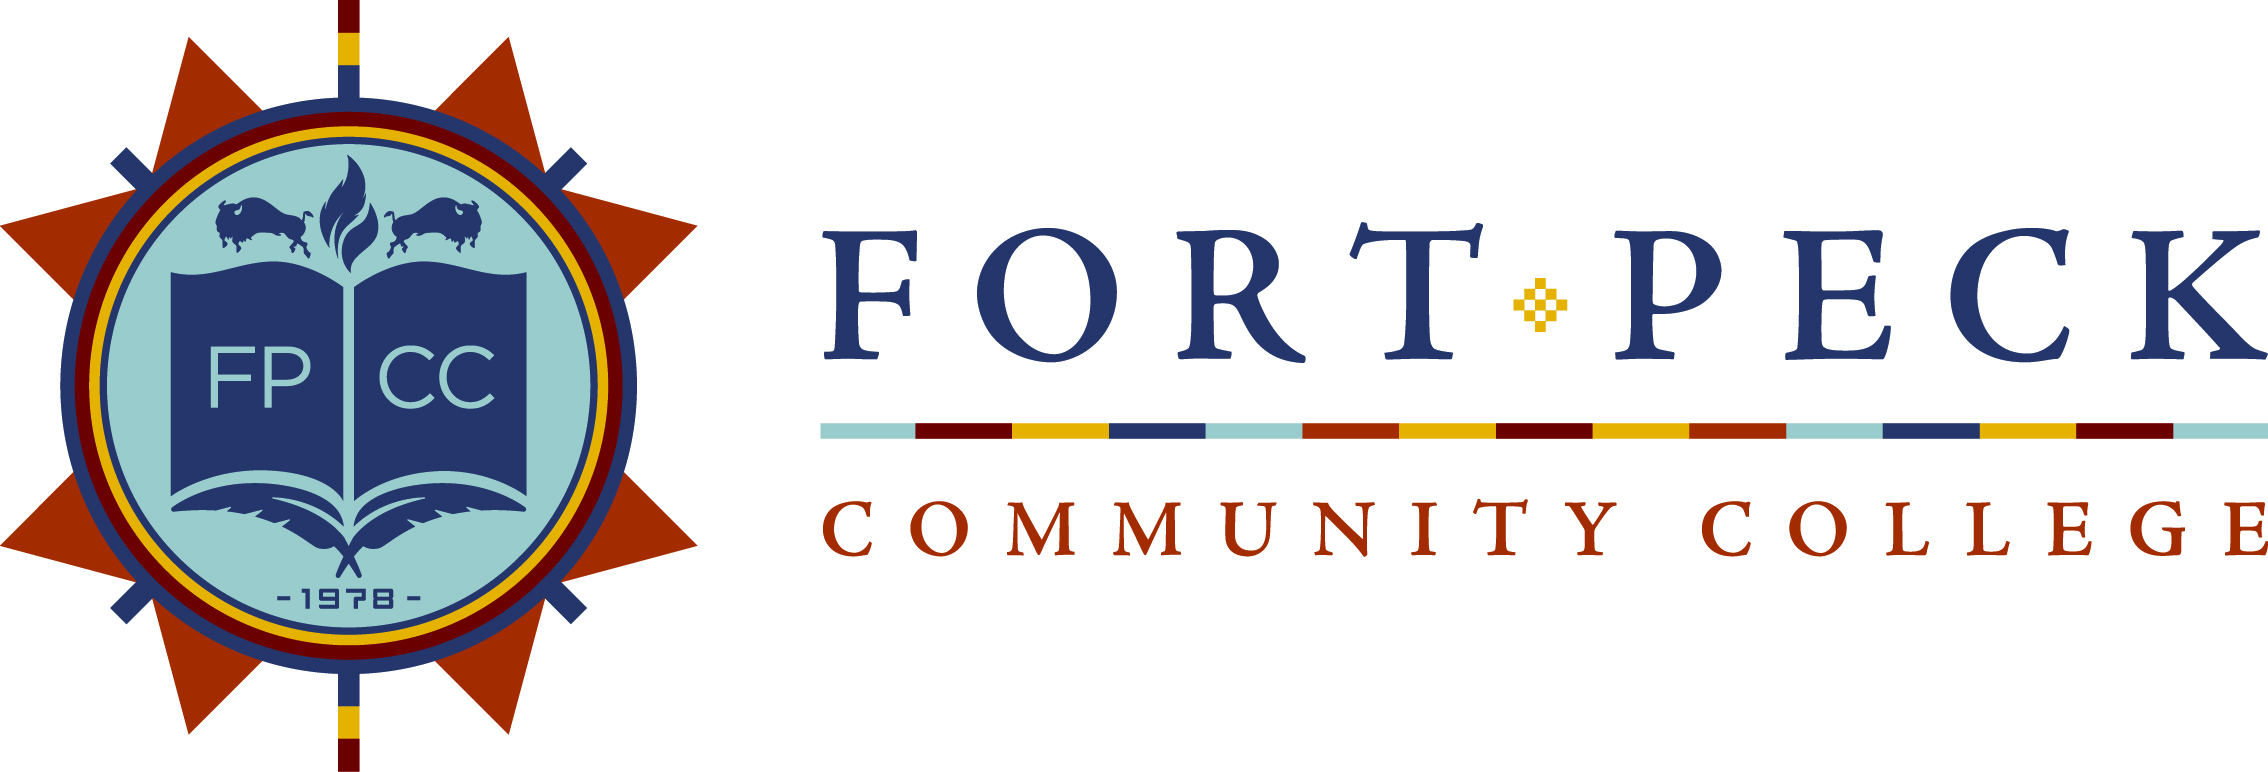 FP CC
- 1978 -
FORT PECK
COMMUNITY COLLEGE